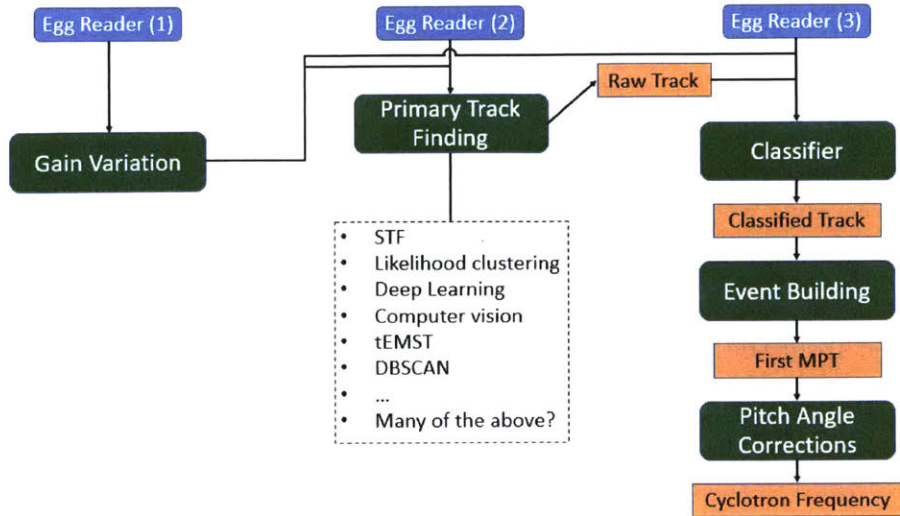 Egg Reader (1)
Egg Reader (2)
Egg Reader (3)
Raw Track
Primary Track
Finding
Gain Variation
Classifier
Classified Track
• STF
• Likelihood clustering
• Deep Learning
• Computer vision
• tEMST
• DBSCAN
• ...
• Many of the above?
Event Building
First MPT
Pitch Angle
Corrections
Cyclotron Frequency